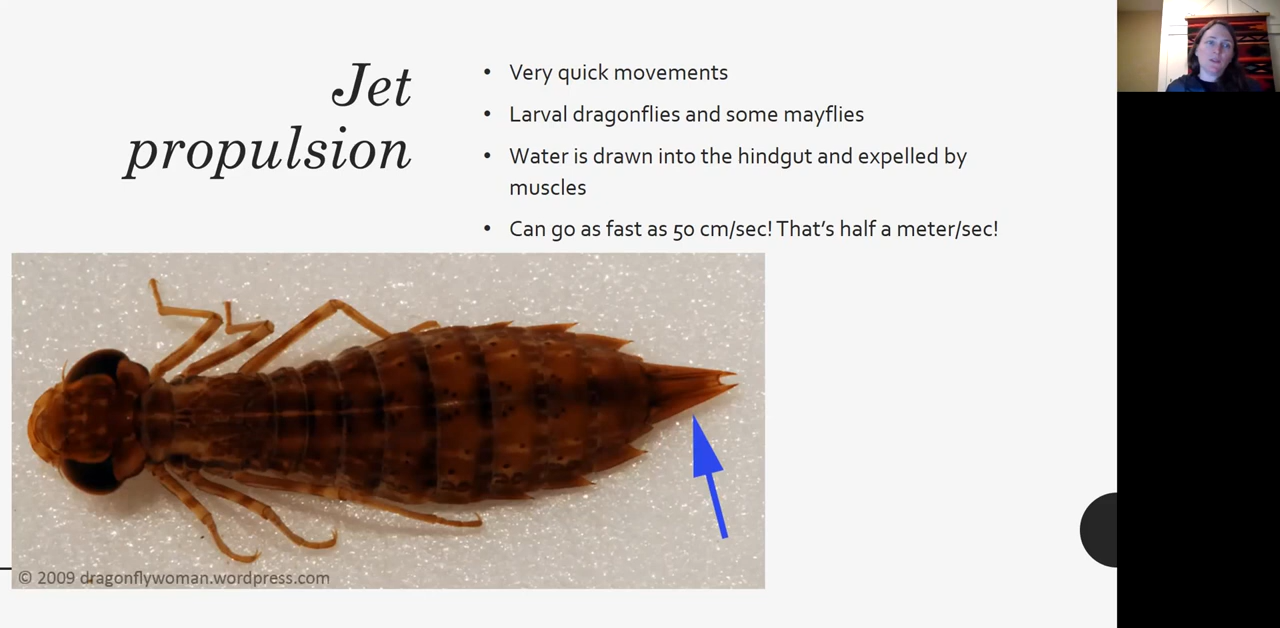 Jet
propulsion
• Very quick movements
• Larval dragonflies and some mayflies
• Water is drawn into the hindgut and expelled by
muscles
• Can go as fast as 50 cm/sec! That’s half a meter/sec!
© 2009 dragonflywoman.wordpress.com